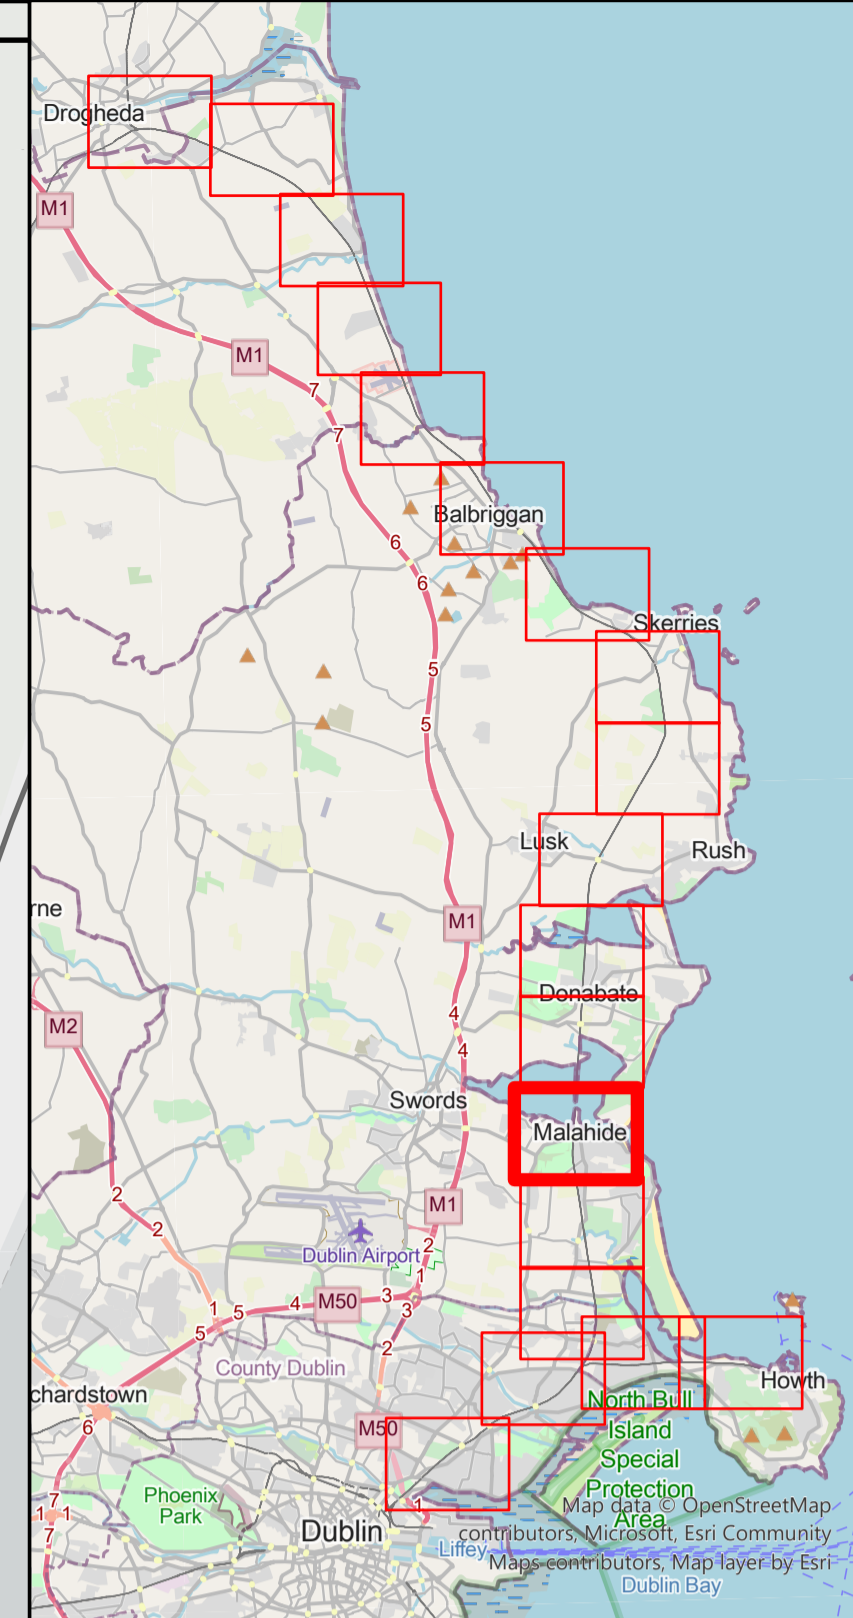 Drogheda
M1
M1
7
7
Balbriggan
6
6
Skerries
5
5
Lusk
Rush
rne
M1
Donabate
M2
4
4
Swords
Malahide
2
2
M1
Dublin Airport
2
1
M50
3
3
4
5
1
5
2
County Dublin
chardstown
Howth
6
M50
North Bull
Island
Special
Protection
Area
Phoenix
Park
7
1 1
7
1
Dublin
Liffey
Map data © OpenStreetMap
contributors, Microsoft, Esri Community
Maps contributors, Map layer by Esri
Dublin Bay